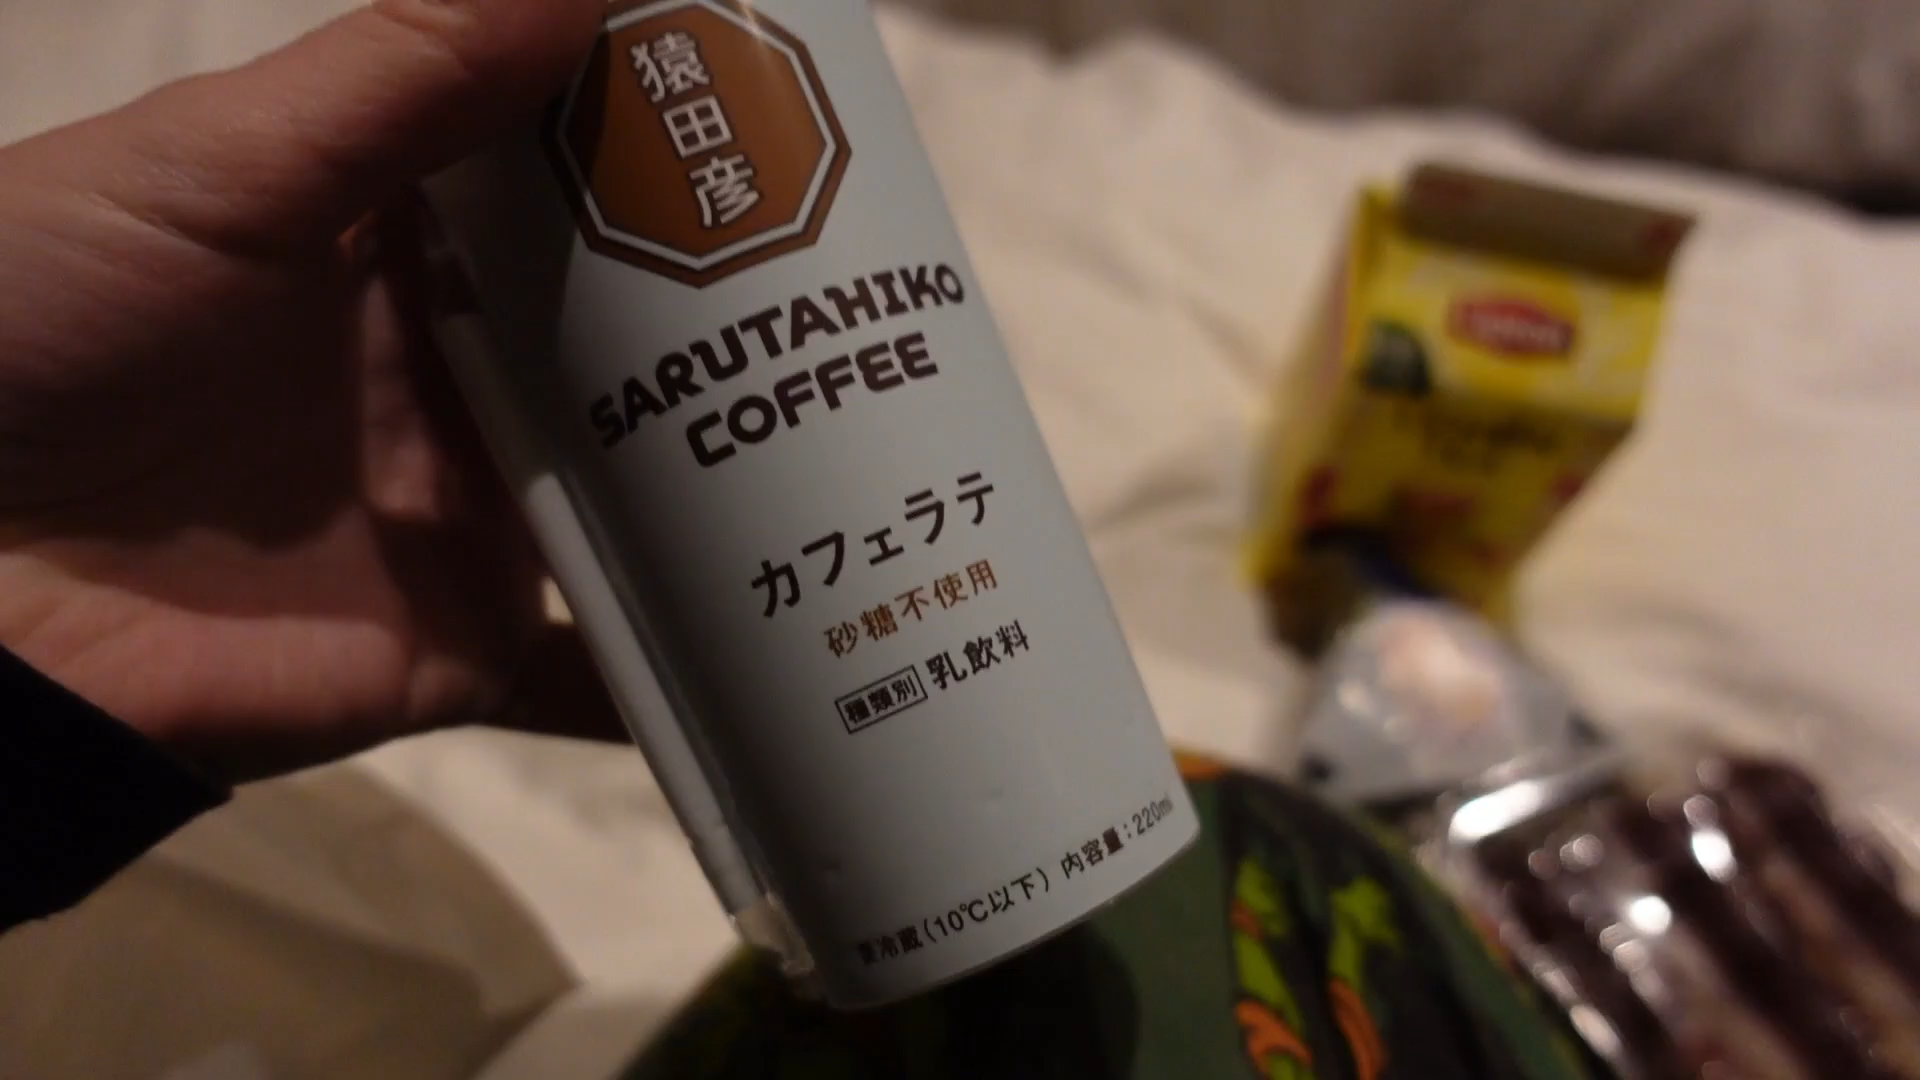 猿田彦
SARUTAHIKO
COFFEE
カフェラテ
砂糖不使用
種類別 乳飲料
要冷蔵(10℃以下) 内容量:220ml